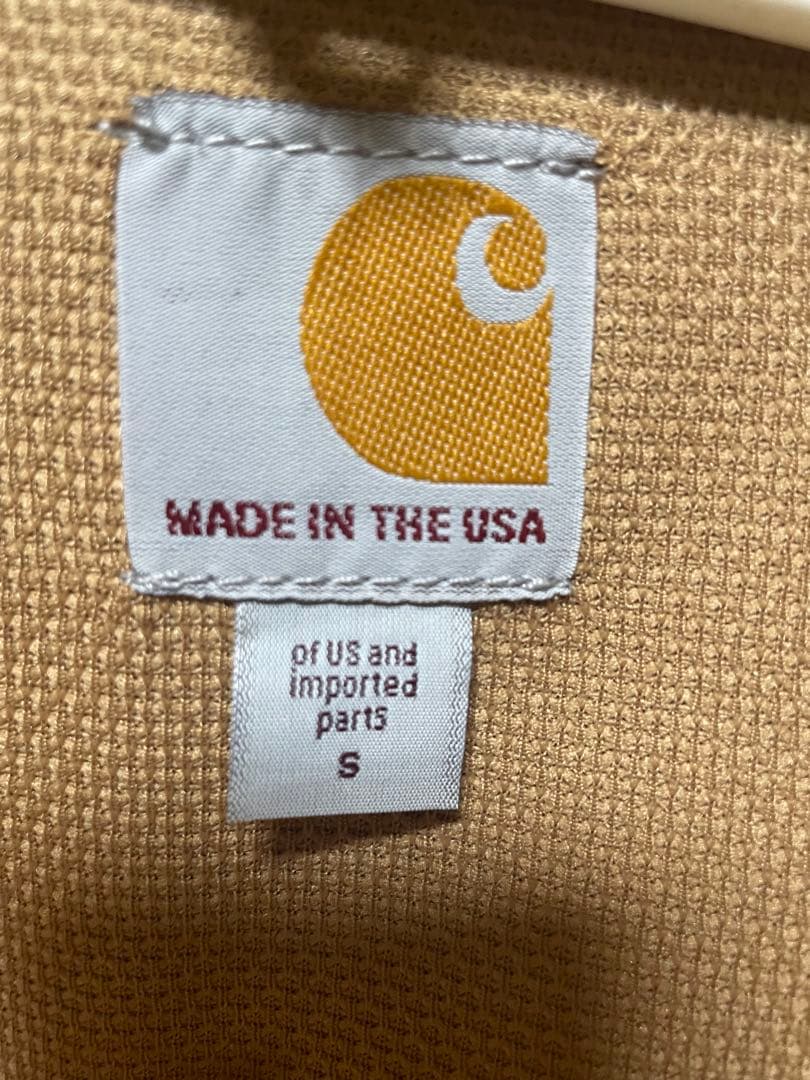 MADE IN THE USA
of US and
imported
parts
S